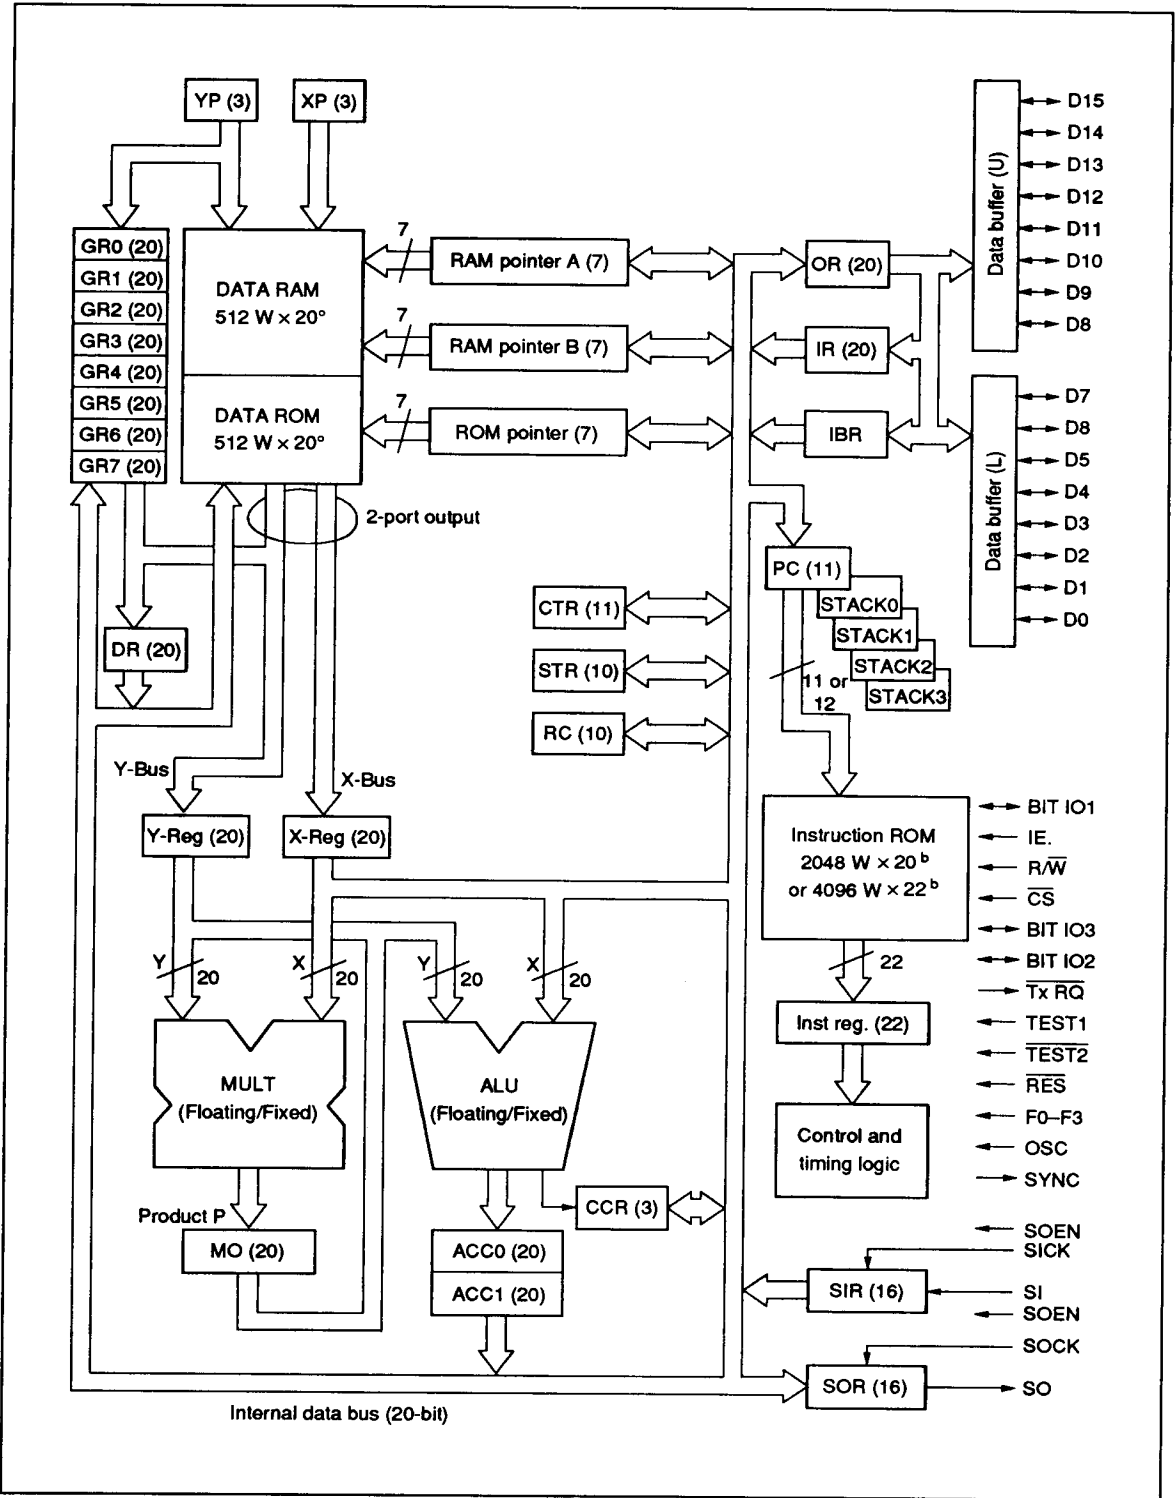 YP (3)
XP (3)
GR0 (20)
GR1 (20)
GR2 (20)
GR3 (20)
GR4 (20)
GR5 (20)
GR6 (20)
GR7 (20)
DATA RAM
512 W × 20°
DATA ROM
512 W × 20°
7
RAM pointer A (7)
7
RAM pointer B (7)
7
ROM pointer (7)
OR (20)
IR (20)
IBR
Data buffer (U)
D15
D14
D13
D12
D11
D10
D9
D8
Data buffer (L)
D7
D8
D5
D4
D3
D2
D1
D0
2-port output
DR (20)
CTR (11)
STR (10)
RC (10)
PC (11)
STACK0
STACK1
STACK2
STACK3
11 or
12
Y-Bus
X-Bus
Y-Reg (20)
X-Reg (20)
Instruction ROM
2048 W × 20 b
or 4096 W × 22 b
22
Inst reg. (22)
Control and
timing logic
BIT IO1
IE.
R/W̅
C̅S̅
BIT IO3
BIT IO2
T̅x̅ R̅Q̅
TEST1
T̅E̅S̅T̅2̅
R̅E̅S̅
F0–F3
OSC
SYNC
SOEN
SICK
SI
SOEN
SOCK
SO
Y
20
X
20
Y
20
X
20
MULT
(Floating/Fixed)
ALU
(Floating/Fixed)
Product P
MO (20)
CCR (3)
ACC0 (20)
ACC1 (20)
SIR (16)
SOR (16)
Internal data bus (20-bit)